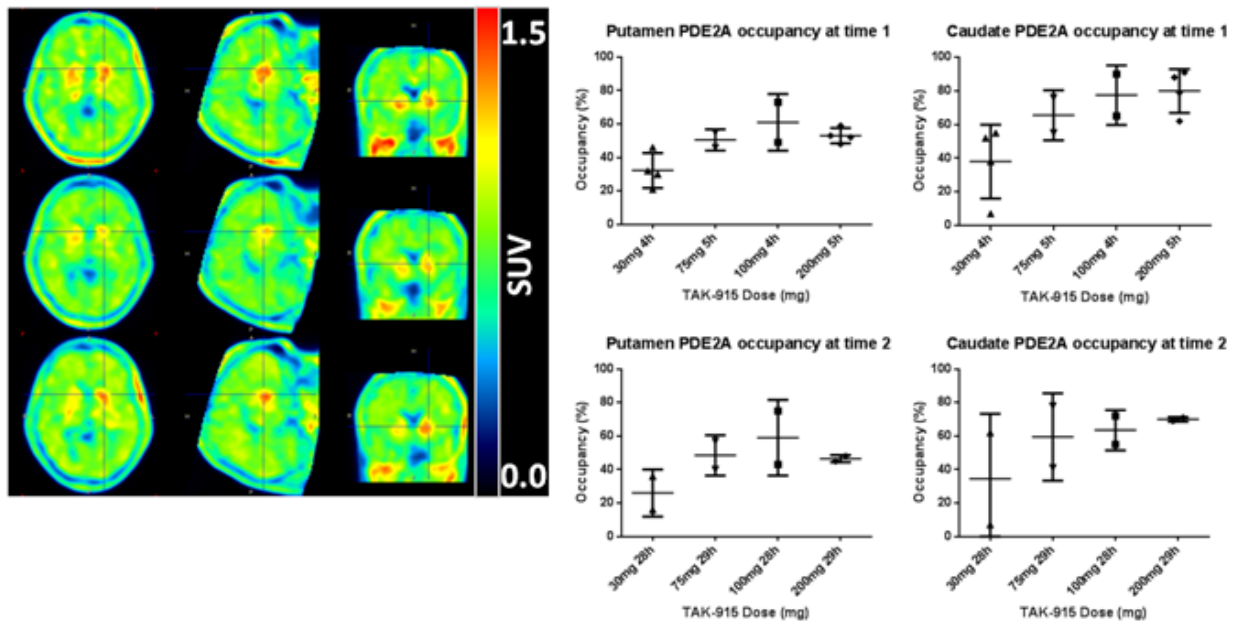 1.5
SUV
0.0
Putamen PDE2A occupancy at time 1
Occupancy (%)
100
80
60
40
20
0
30mg 4h
75mg 5h
100mg 4h
200mg 5h
TAK-915 Dose (mg)
Caudate PDE2A occupancy at time 1
Occupancy (%)
100
80
60
40
20
0
30mg 4h
75mg 5h
100mg 4h
200mg 5h
TAK-915 Dose (mg)
Putamen PDE2A occupancy at time 2
Occupancy (%)
100
80
60
40
20
0
30mg 28h
75mg 29h
100mg 28h
200mg 29h
TAK-915 Dose (mg)
Caudate PDE2A occupancy at time 2
Occupancy (%)
100
80
60
40
20
0
30mg 28h
75mg 29h
100mg 28h
200mg 29h
TAK-915 Dose (mg)